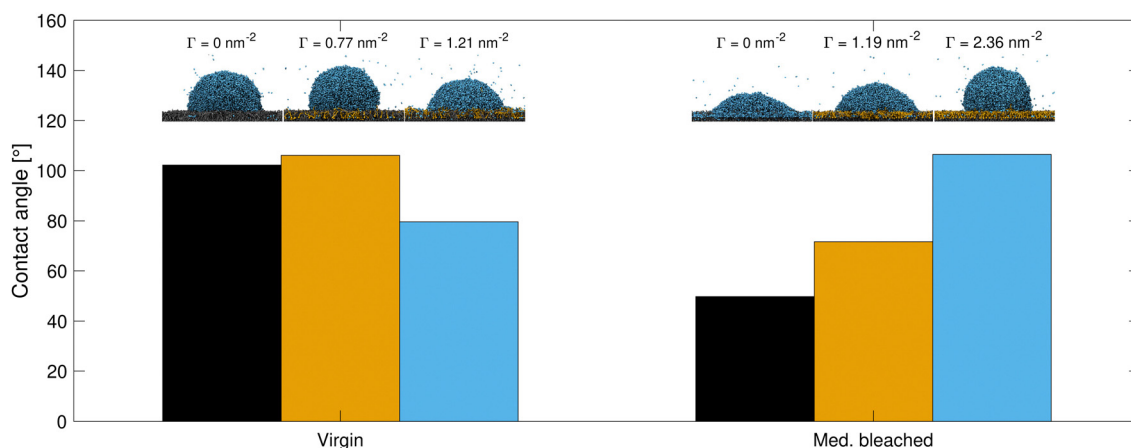 160
140
120
100
80
60
40
20
0
Contact angle [°]
Γ = 0 nm⁻² Γ = 0.77 nm⁻² Γ = 1.21 nm⁻²
Γ = 0 nm⁻² Γ = 1.19 nm⁻² Γ = 2.36 nm⁻²
Virgin
Med. bleached